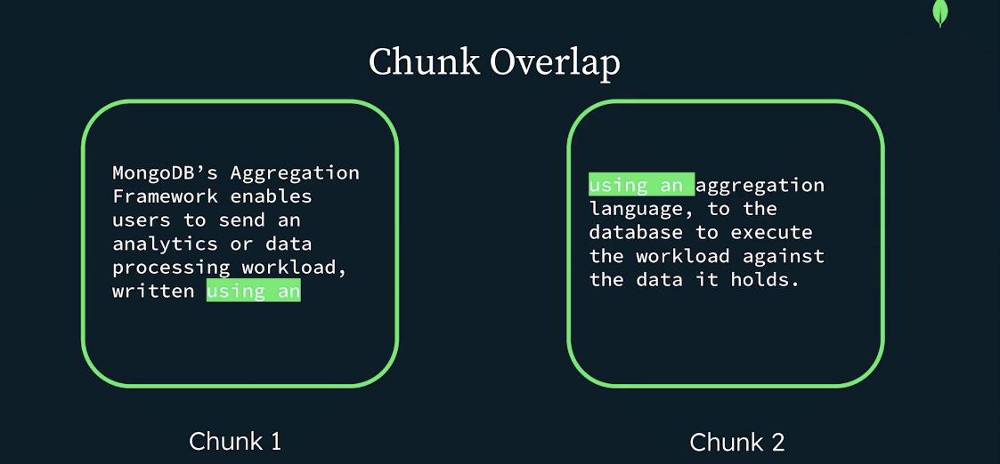 Chunk Overlap
MongoDB’s Aggregation
Framework enables
users to send an
analytics or data
processing workload,
written using an
using an aggregation
language, to the
database to execute
the workload against
the data it holds.
Chunk 1
Chunk 2